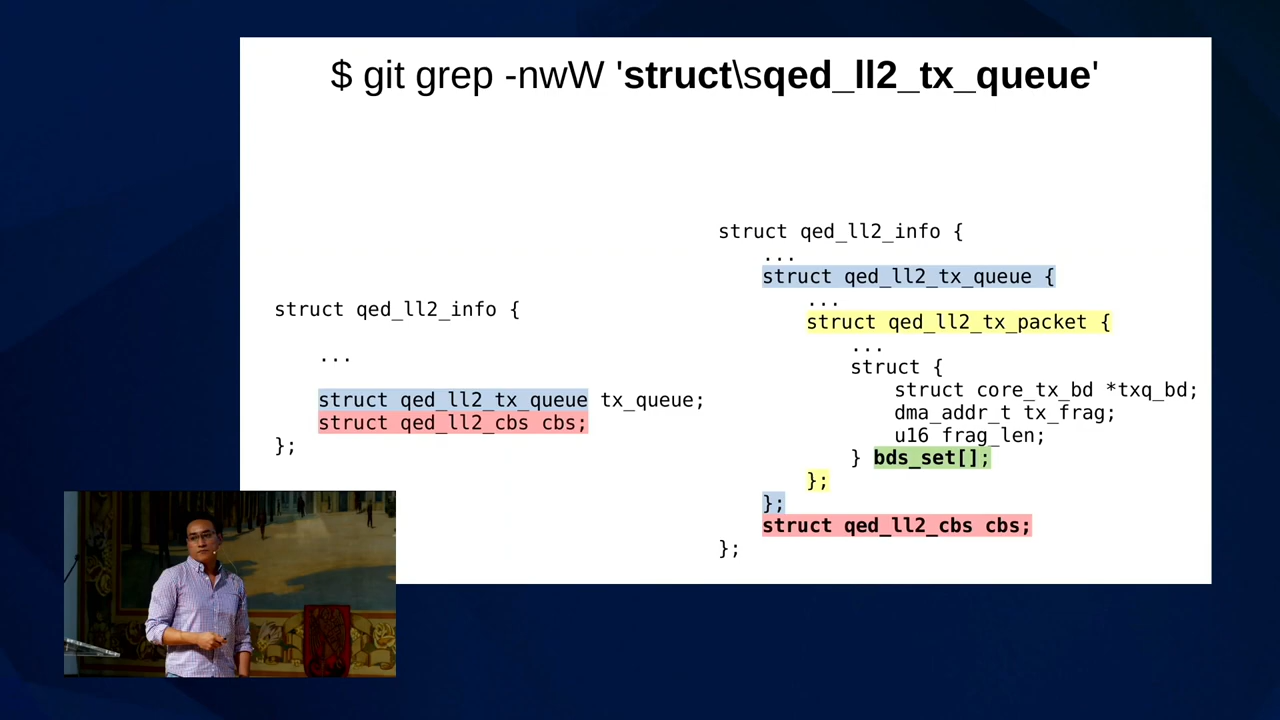 $ git grep -nwW 'struct\sqed_ll2_tx_queue'
struct qed_ll2_info {
...
struct qed_ll2_tx_queue tx_queue;
struct qed_ll2_cbs cbs;
};
struct qed_ll2_info {
...
struct qed_ll2_tx_queue {
...
struct qed_ll2_tx_packet {
...
struct {
struct core_tx_bd *txq_bd;
dma_addr_t tx_frag;
u16 frag_len;
} bds_set[];
};
};
struct qed_ll2_cbs cbs;
};